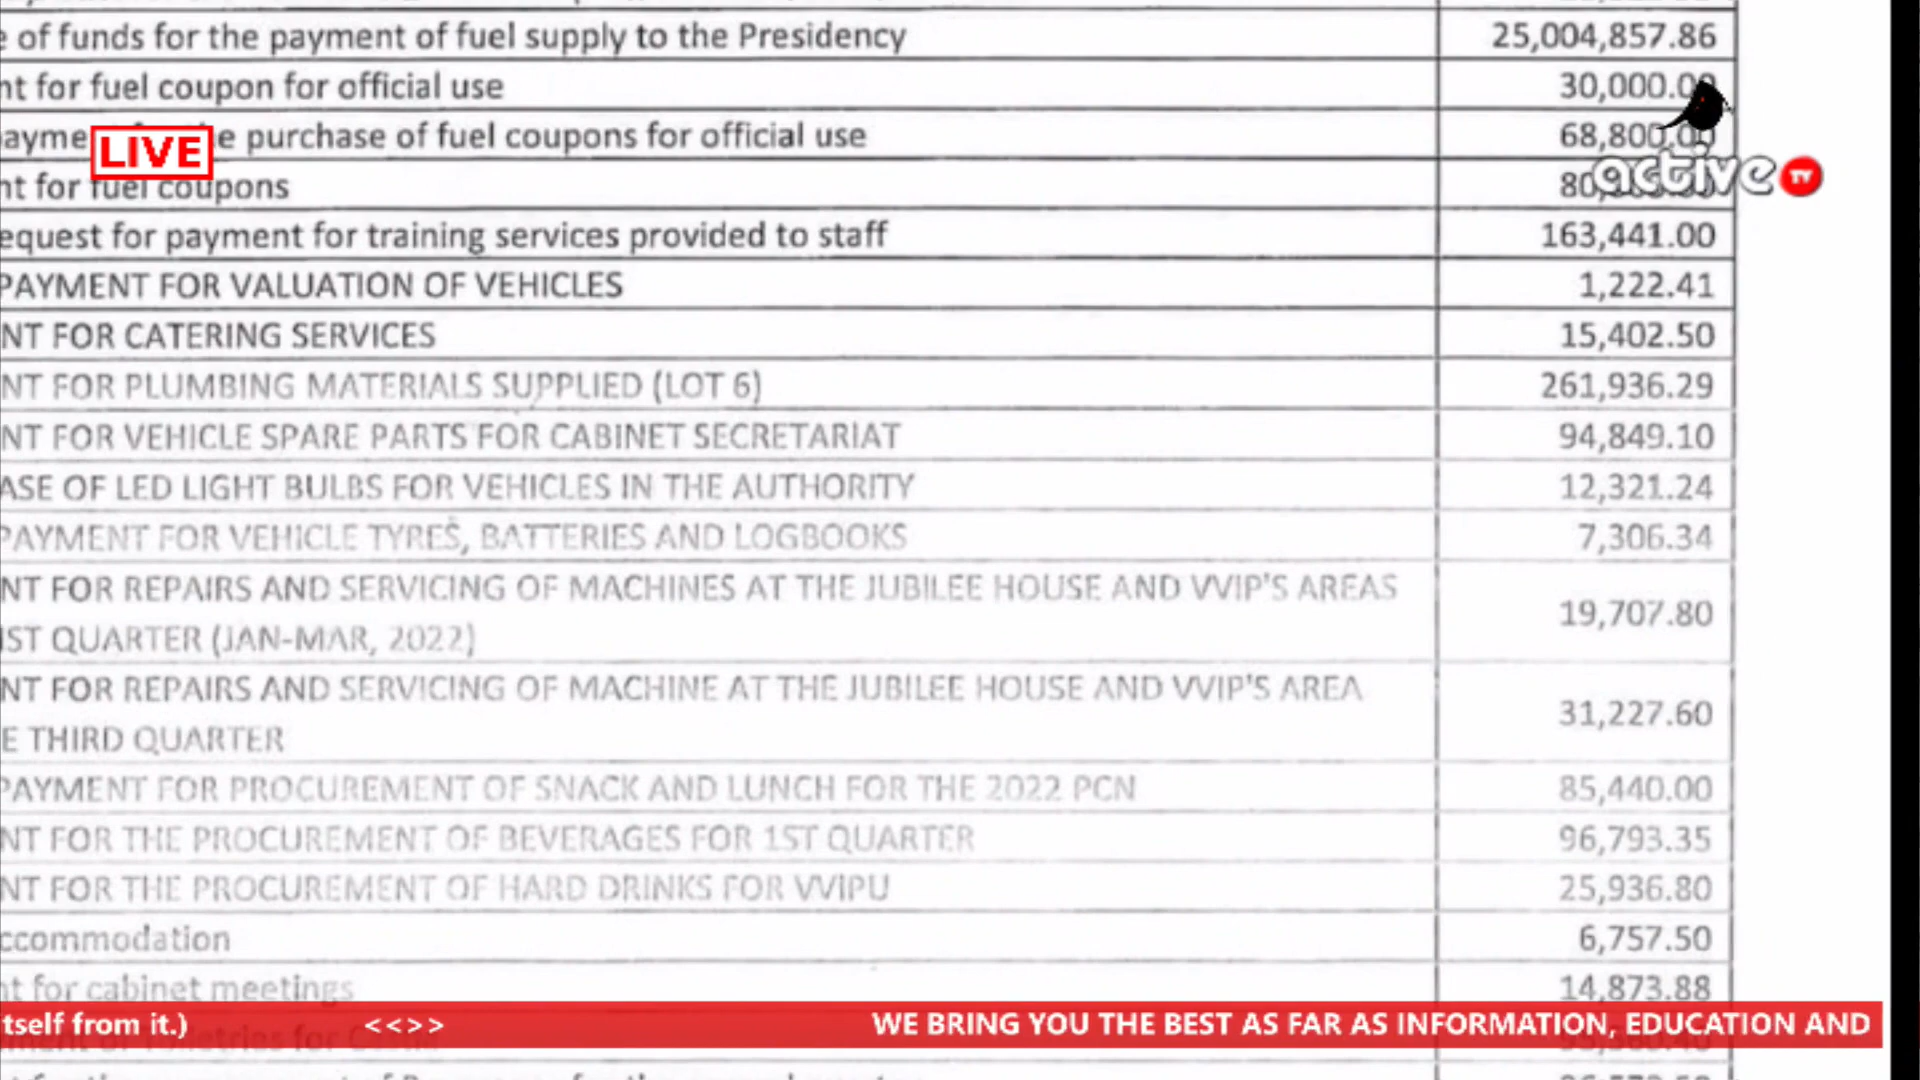 e of funds for the payment of fuel supply to the Presidency 25,004,857.86
nt for fuel coupon for official use 30,000.00
LIVE
purchase of fuel coupons for official use 68,800.00
nt for fuel coupons
active TV
equest for payment for training services provided to staff 163,441.00
PAYMENT FOR VALUATION OF VEHICLES 1,222.41
NT FOR CATERING SERVICES 15,402.50
NT FOR PLUMBING MATERIALS SUPPLIED (LOT 6) 261,936.29
NT FOR VEHICLE SPARE PARTS FOR CABINET SECRETARIAT 94,849.10
ASE OF LED LIGHT BULBS FOR VEHICLES IN THE AUTHORITY 12,321.24
PAYMENT FOR VEHICLE TYRES, BATTERIES AND LOGBOOKS 7,306.34
NT FOR REPAIRS AND SERVICING OF MACHINES AT THE JUBILEE HOUSE AND VVIP'S AREAS
1ST QUARTER (JAN-MAR, 2022) 19,707.80
NT FOR REPAIRS AND SERVICING OF MACHINE AT THE JUBILEE HOUSE AND VVIP'S AREA
E THIRD QUARTER 31,227.60
PAYMENT FOR PROCUREMENT OF SNACK AND LUNCH FOR THE 2022 PCN 85,440.00
NT FOR THE PROCUREMENT OF BEVERAGES FOR 1ST QUARTER 96,793.35
NT FOR THE PROCUREMENT OF HARD DRINKS FOR VVIPU 25,936.80
ccommodation 6,757.50
nt for cabinet meetings 14,873.88
tself from it.) <<>> WE BRING YOU THE BEST AS FAR AS INFORMATION, EDUCATION AND